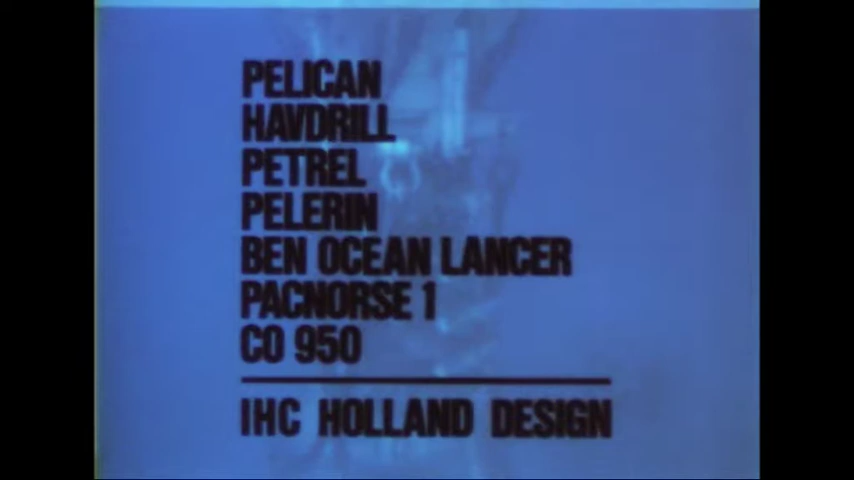 PELICAN
HAVDRILL
PETREL
PELERIN
BEN OCEAN LANCER
PACNORSE 1
CO 950
IHC HOLLAND DESIGN